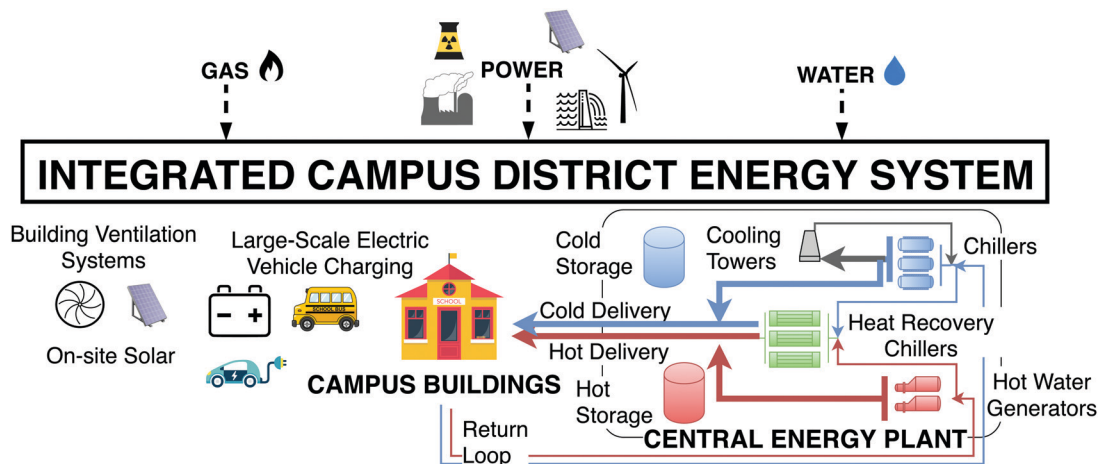 GAS
POWER
WATER
INTEGRATED CAMPUS DISTRICT ENERGY SYSTEM
Building Ventilation
Systems
On-site Solar
Large-Scale Electric
Vehicle Charging
SCHOOL BUS
SCHOOL
CAMPUS BUILDINGS
Cold
Storage
Cooling
Towers
Chillers
Cold Delivery
Hot Delivery
Heat Recovery
Chillers
Hot
Storage
Hot Water
Generators
CENTRAL ENERGY PLANT
Return
Loop